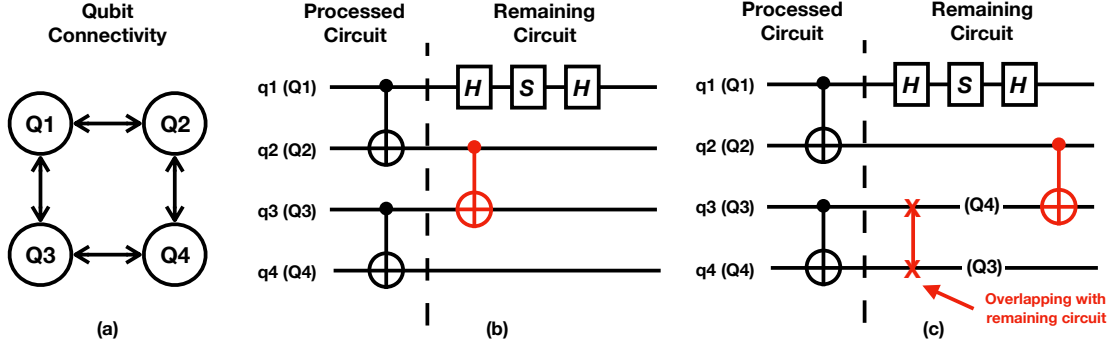 Qubit
Connectivity
Q1
Q2
Q3
Q4
(a)
Processed
Circuit
Remaining
Circuit
q1 (Q1)
H
S
H
q2 (Q2)
q3 (Q3)
q4 (Q4)
(b)
Processed
Circuit
Remaining
Circuit
q1 (Q1)
H
S
H
q2 (Q2)
q3 (Q3)
X
(Q4)
q4 (Q4)
X
(Q3)
Overlapping with
remaining circuit
(c)